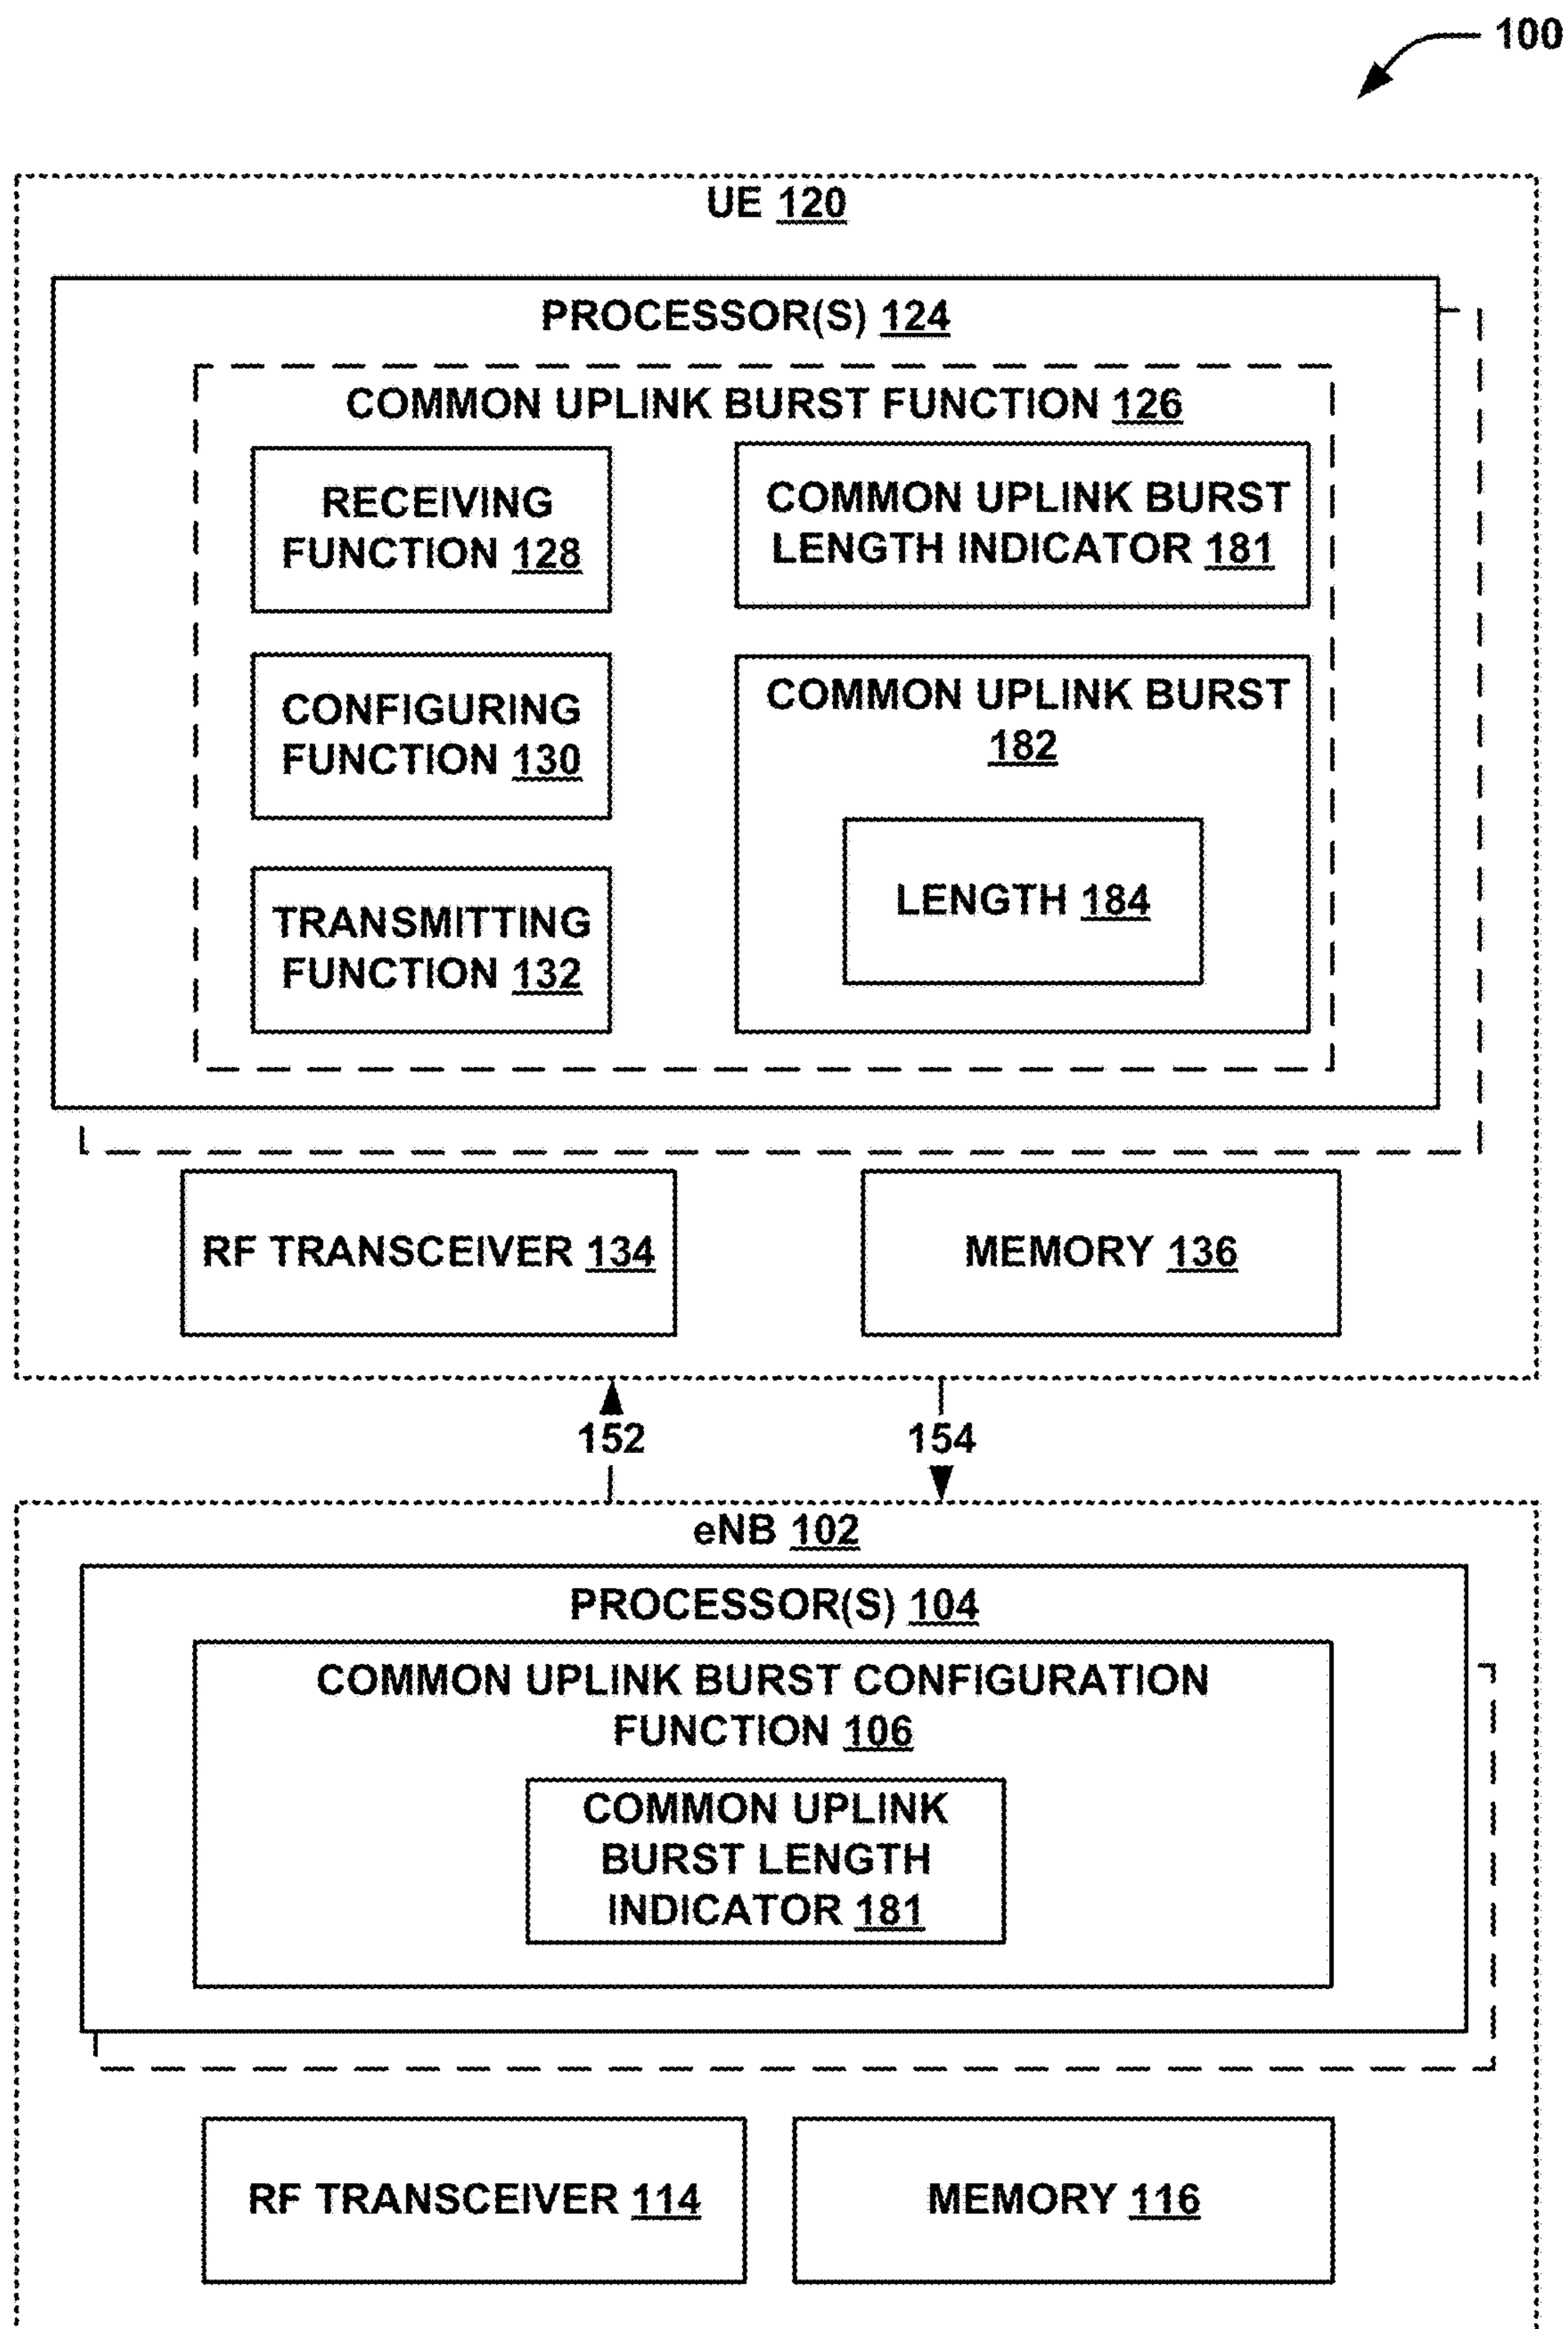 100
UE 120
PROCESSOR(S) 124
COMMON UPLINK BURST FUNCTION 126
RECEIVING
FUNCTION 128
COMMON UPLINK BURST
LENGTH INDICATOR 181
CONFIGURING
FUNCTION 130
COMMON UPLINK BURST
182
LENGTH 184
TRANSMITTING
FUNCTION 132
RF TRANSCEIVER 134
MEMORY 136
152
154
eNB 102
PROCESSOR(S) 104
COMMON UPLINK BURST CONFIGURATION
FUNCTION 106
COMMON UPLINK
BURST LENGTH
INDICATOR 181
RF TRANSCEIVER 114
MEMORY 116